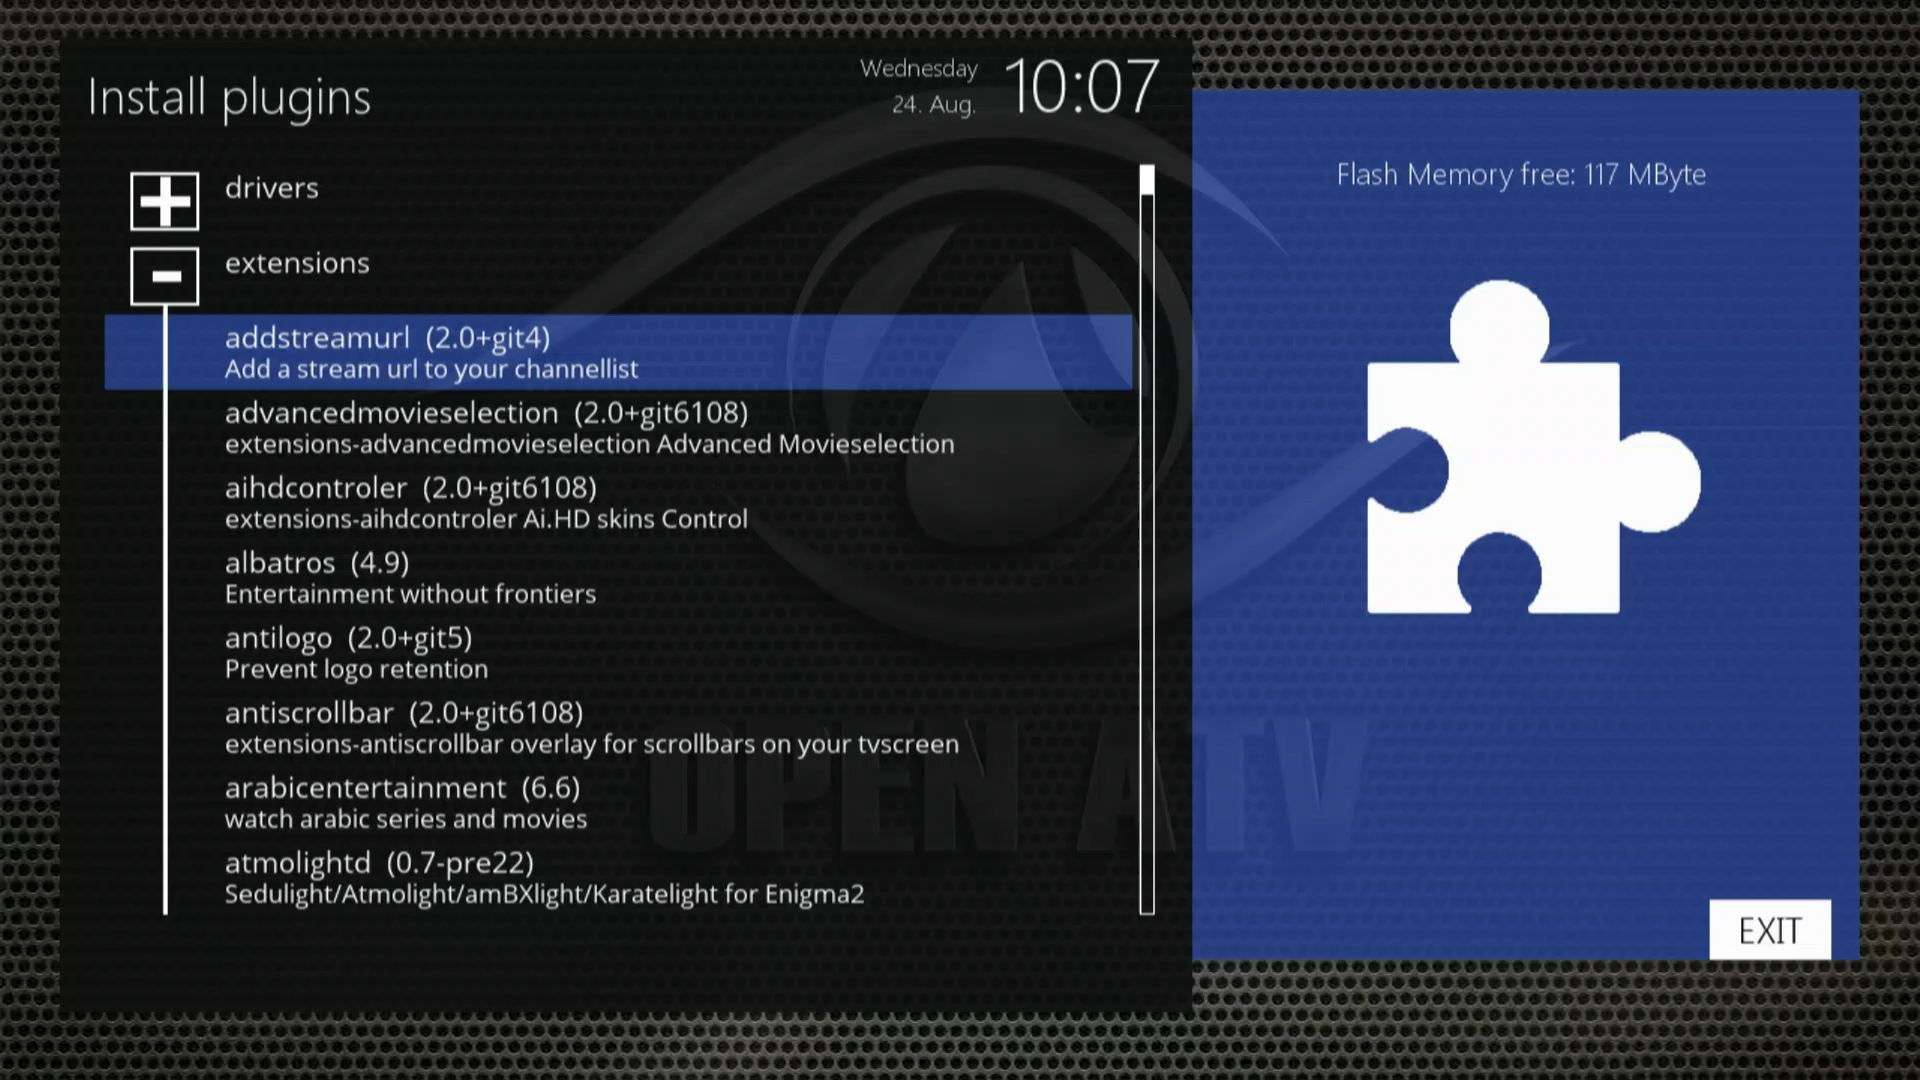 Install plugins
Wednesday
24. Aug.
10:07
drivers
extensions
addstreamurl (2.0+git4)
Add a stream url to your channellist
advancedmovieselection (2.0+git6108)
extensions-advancedmovieselection Advanced Movieselection
aihdcontroler (2.0+git6108)
extensions-aihdcontroler Ai.HD skins Control
albatros (4.9)
Entertainment without frontiers
antilogo (2.0+git5)
Prevent logo retention
antiscrollbar (2.0+git6108)
extensions-antiscrollbar overlay for scrollbars on your tvscreen
arabicentertainment (6.6)
watch arabic series and movies
atmolightd (0.7-pre22)
Sedulight/Atmolight/amBXlight/Karatelight for Enigma2
Flash Memory free: 117 MByte
OPEN ATV
EXIT